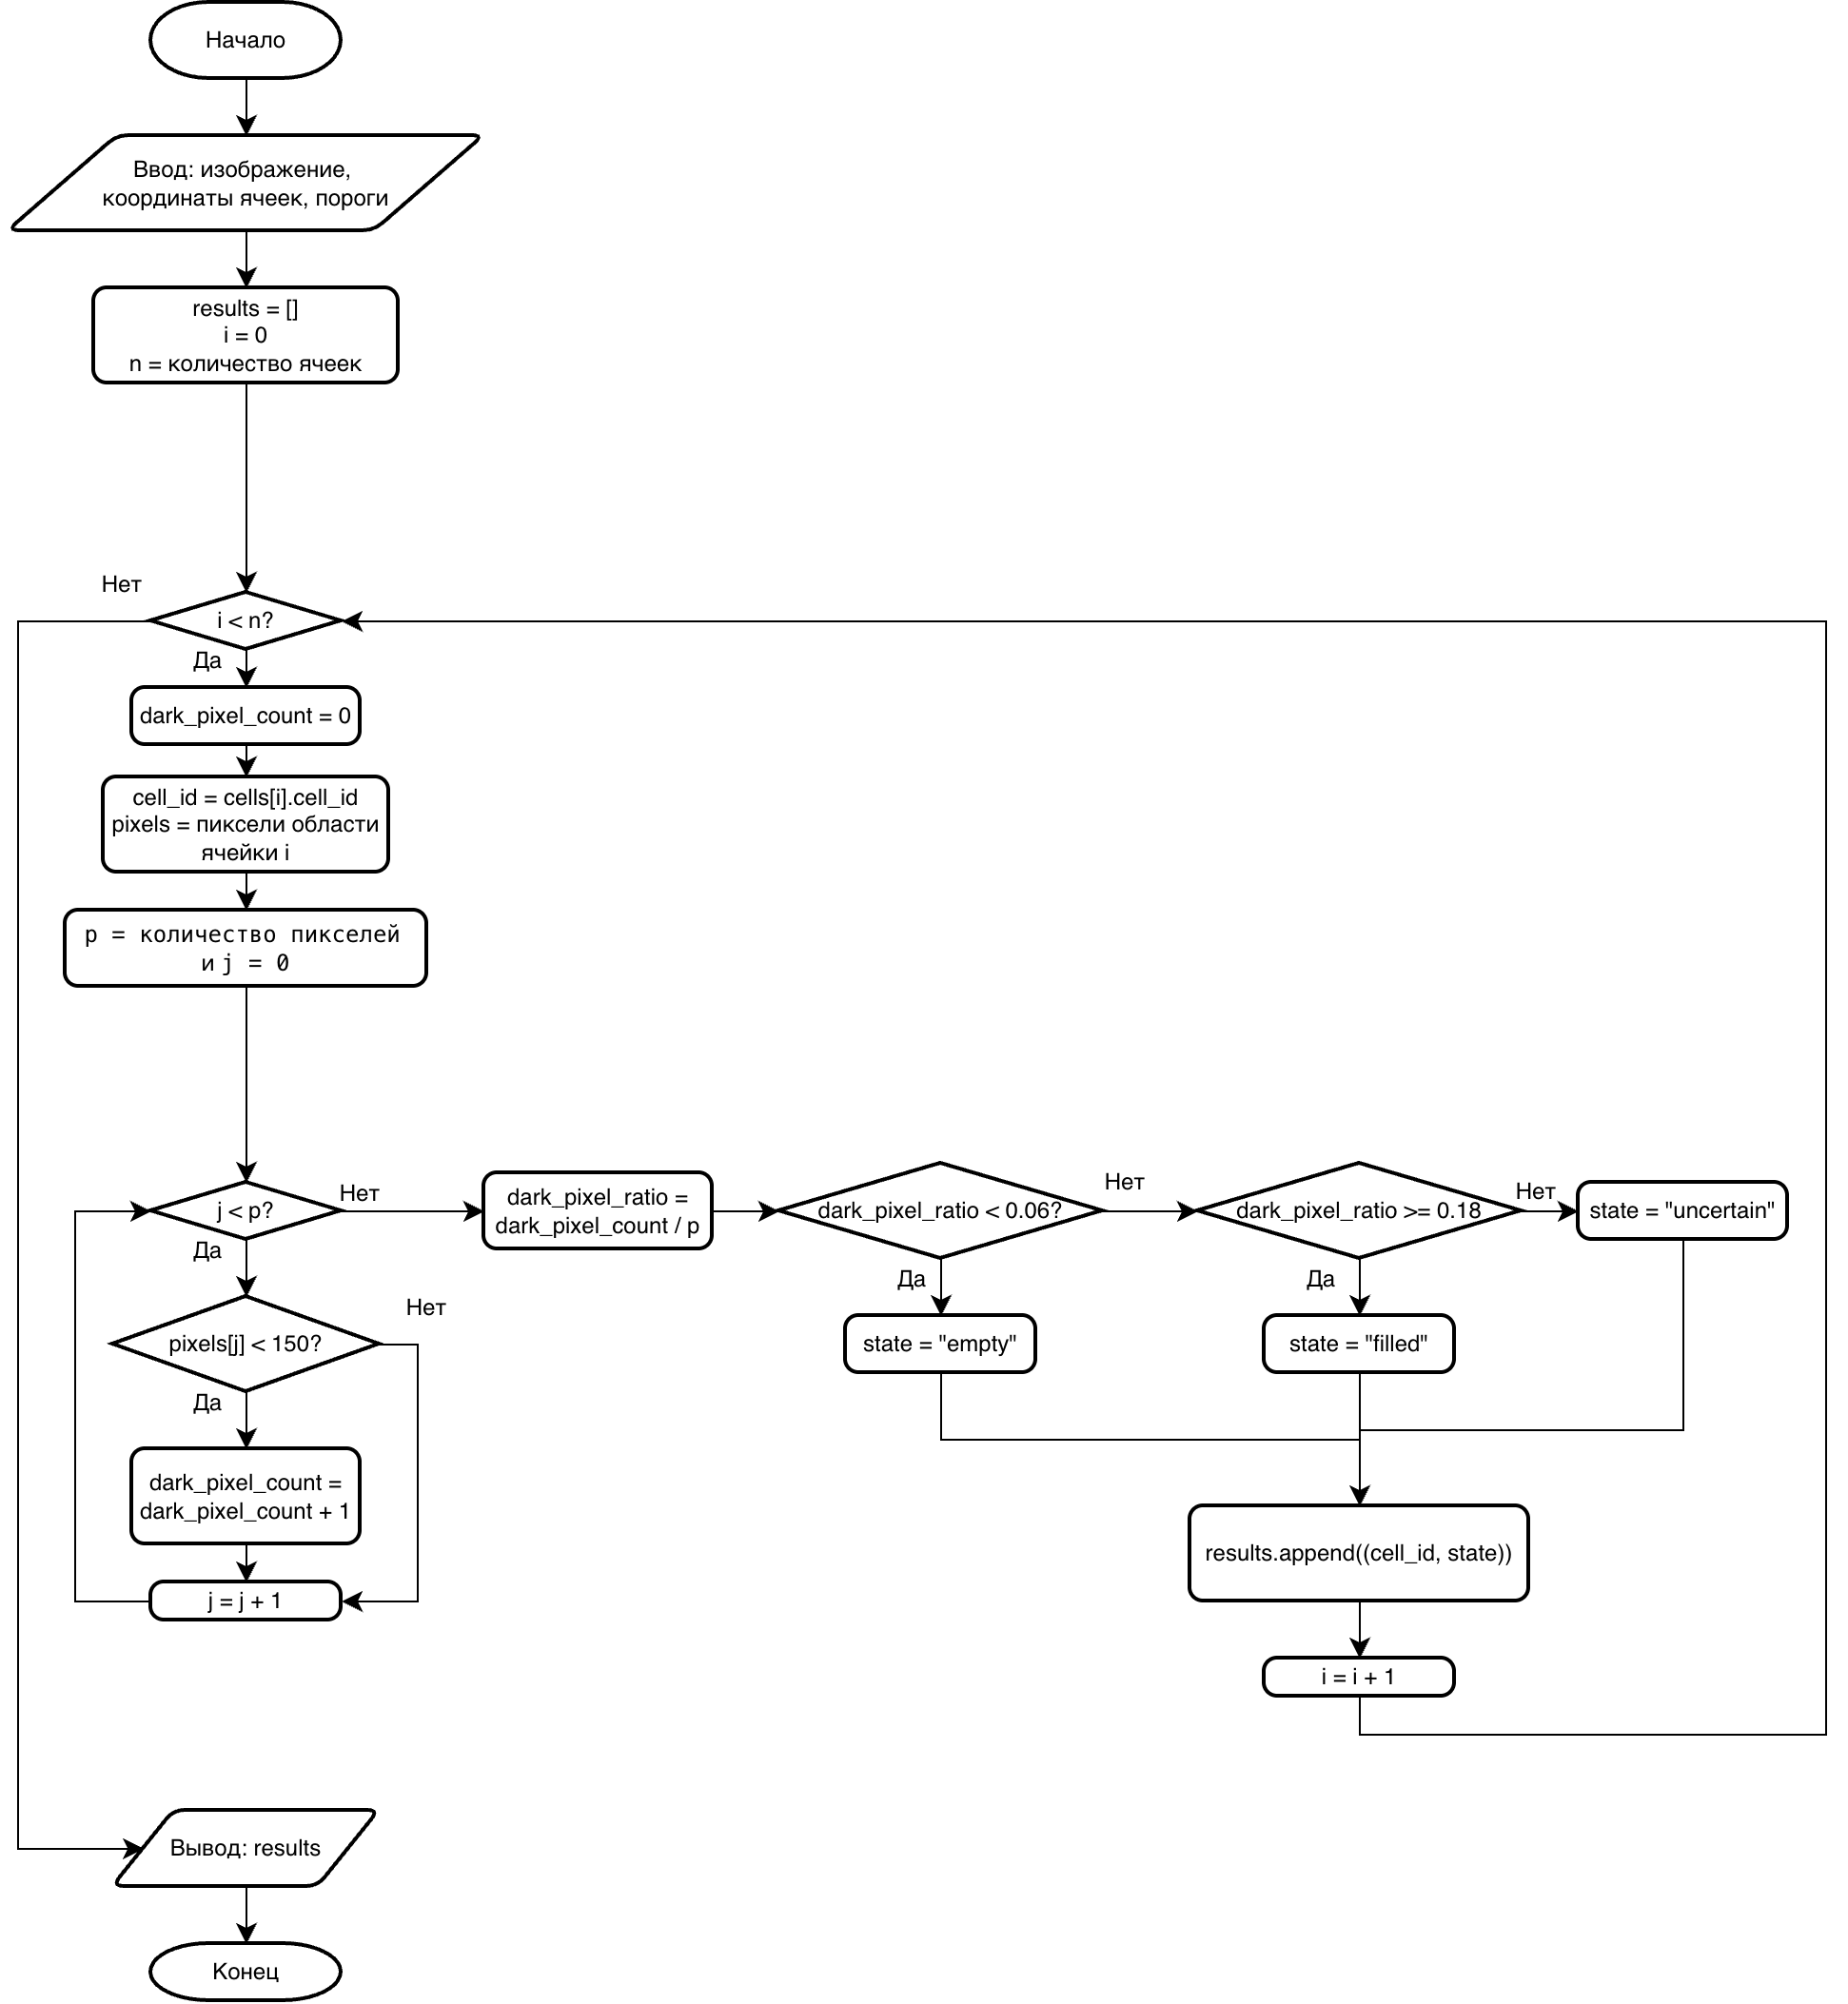 Начало
Ввод: изображение,
координаты ячеек, пороги
results = []
i = 0
n = количество ячеек
Нет
i < n?
Да
dark_pixel_count = 0
cell_id = cells[i].cell_id
pixels = пиксели области
ячейки i
p = количество пикселей
и j = 0
j < p?
Нет
Да
dark_pixel_ratio =
dark_pixel_count / p
dark_pixel_ratio < 0.06?
Нет
Да
dark_pixel_ratio >= 0.18
Нет
Да
state = "uncertain"
pixels[j] < 150?
Нет
Да
state = "empty"
state = "filled"
dark_pixel_count =
dark_pixel_count + 1
j = j + 1
results.append((cell_id, state))
i = i + 1
Вывод: results
Конец